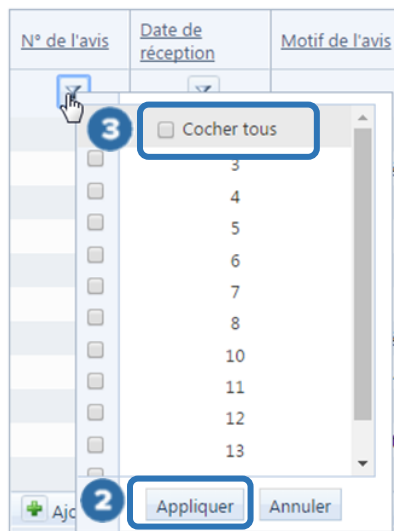 N° de l'avis
Date de
réception
Motif de l'avis
3
Cocher tous
3
4
5
6
7
8
10
11
12
13
Ajo
2
Appliquer
Annuler